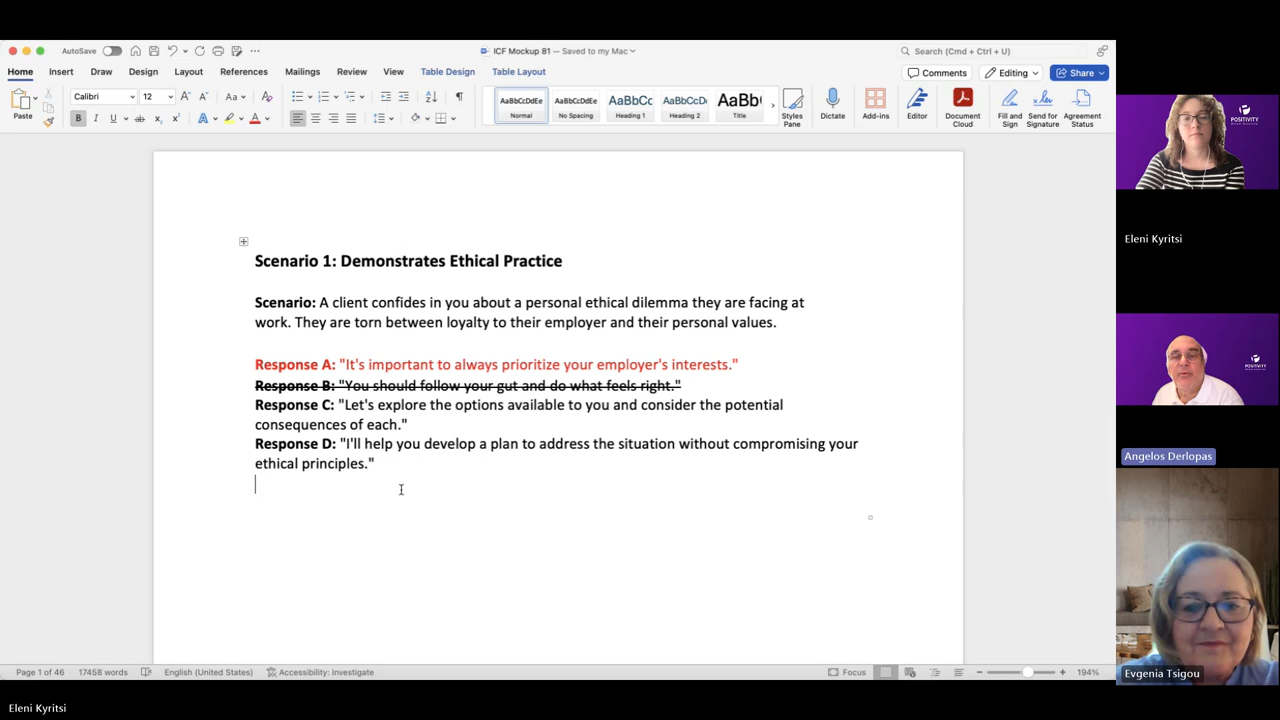 AutoSave
ICF Mockup 81 — Saved to my Mac
Search (Cmd + Ctrl + U)
Home Insert Draw Design Layout References Mailings Review View Table Design Table Layout
Comments Editing Share
Paste
Calibri 12
AaBbCcDdEe AaBbCcDdEe AaBbCc AaBbCcDc AaBb(
Normal No Spacing Heading 1 Heading 2 Title
Styles Pane
Dictate
Add-ins
Editor
Document Cloud
Fill and Sign
Send for Signature
Agreement Status
Scenario 1: Demonstrates Ethical Practice
Scenario: A client confides in you about a personal ethical dilemma they are facing at
work. They are torn between loyalty to their employer and their personal values.
Response A: "It's important to always prioritize your employer's interests."
Response B: "You should follow your gut and do what feels right."
Response C: "Let's explore the options available to you and consider the potential
consequences of each."
Response D: "I'll help you develop a plan to address the situation without compromising your
ethical principles."
Page 1 of 46 17458 words English (United States) Accessibility: Investigate
Focus 194%
POSITIVITY
Eleni Kyritsi
POSITIVITY
Angelos Derlopas
Evgenia Tsigou
Eleni Kyritsi